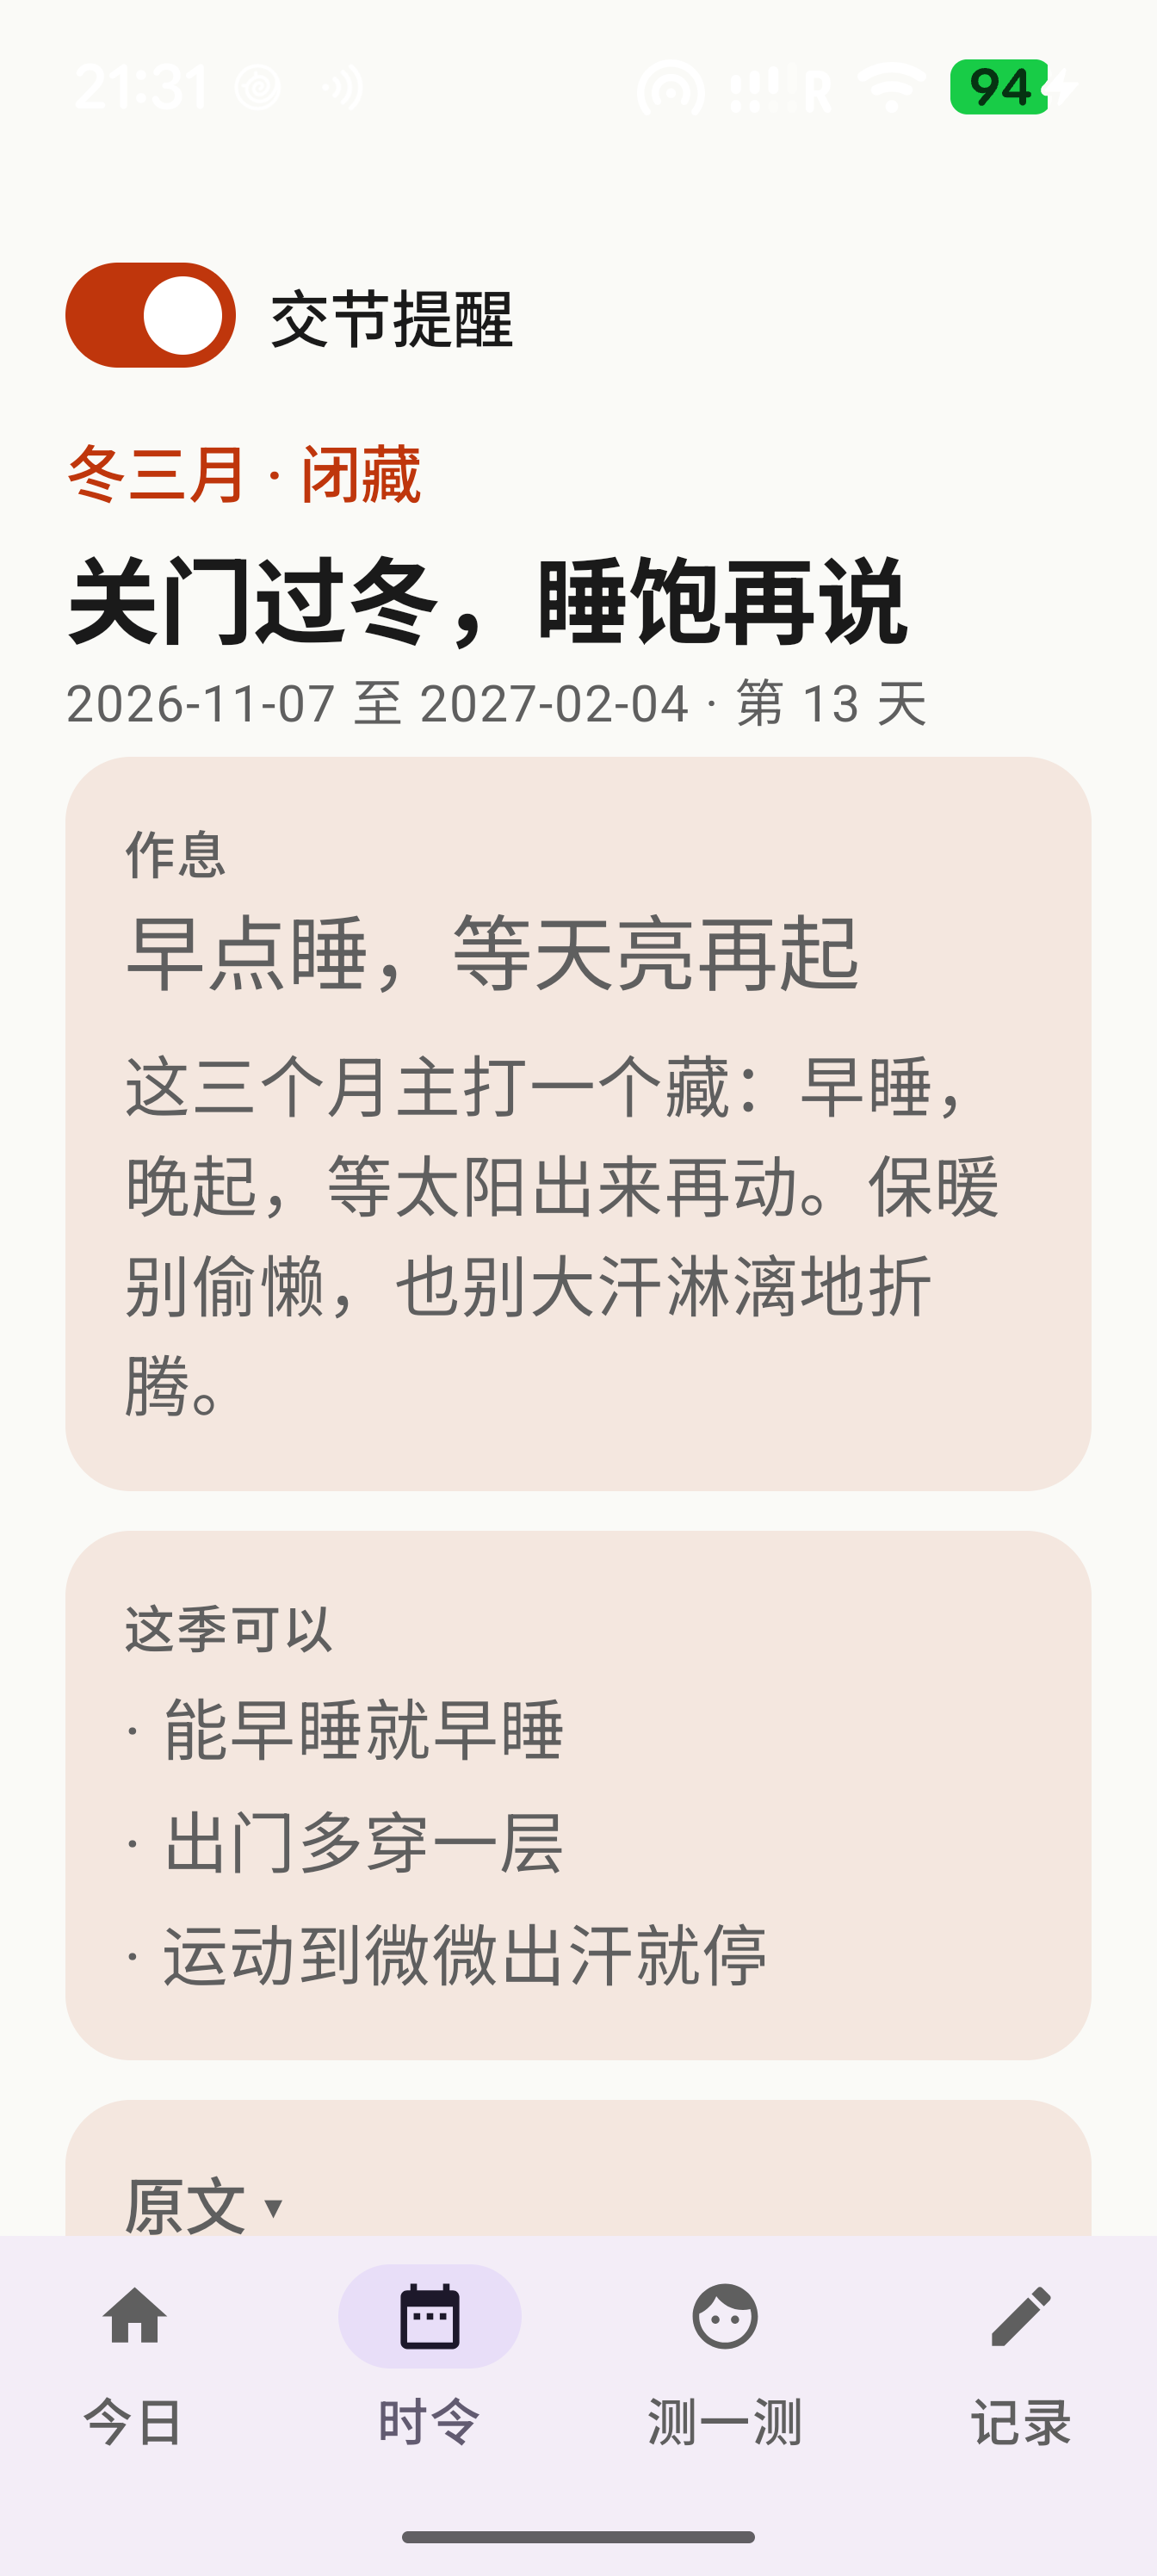 21:31
R
94
交节提醒
冬三月 · 闭藏
关门过冬，睡饱再说
2026-11-07 至 2027-02-04 · 第 13 天
作息
早点睡，等天亮再起
这三个月主打一个藏：早睡，
晚起，等太阳出来再动。保暖
别偷懒，也别大汗淋漓地折
腾。
这季可以
· 能早睡就早睡
· 出门多穿一层
· 运动到微微出汗就停
原文 ▾
今日
时令
测一测
记录